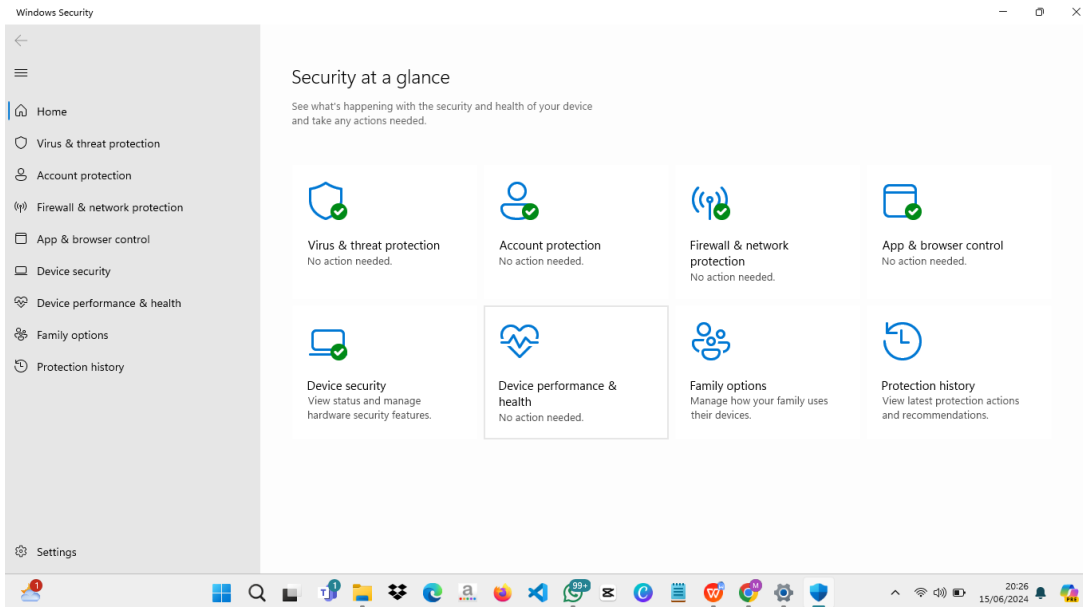 Windows Security
Home
Virus & threat protection
Account protection
Firewall & network protection
App & browser control
Device security
Device performance & health
Family options
Protection history
Settings
Security at a glance
See what's happening with the security and health of your device
and take any actions needed.
Virus & threat protection
No action needed.
Account protection
No action needed.
Firewall & network
protection
No action needed.
App & browser control
No action needed.
Device security
View status and manage
hardware security features.
Device performance &
health
No action needed.
Family options
Manage how your family uses
their devices.
Protection history
View latest protection actions
and recommendations.
1
1
a
99+
M
20:26
15/06/2024
PRE